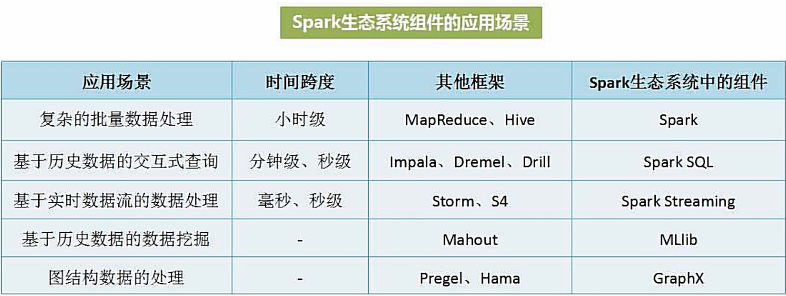 Spark生态系统组件的应用场景
应用场景 时间跨度 其他框架 Spark生态系统中的组件
复杂的批量数据处理 小时级 MapReduce、Hive Spark
基于历史数据的交互式查询 分钟级、秒级 Impala、Dremel、Drill Spark SQL
基于实时数据流的数据处理 毫秒、秒级 Storm、S4 Spark Streaming
基于历史数据的数据挖掘 - Mahout MLlib
图结构数据的处理 - Pregel、Hama GraphX